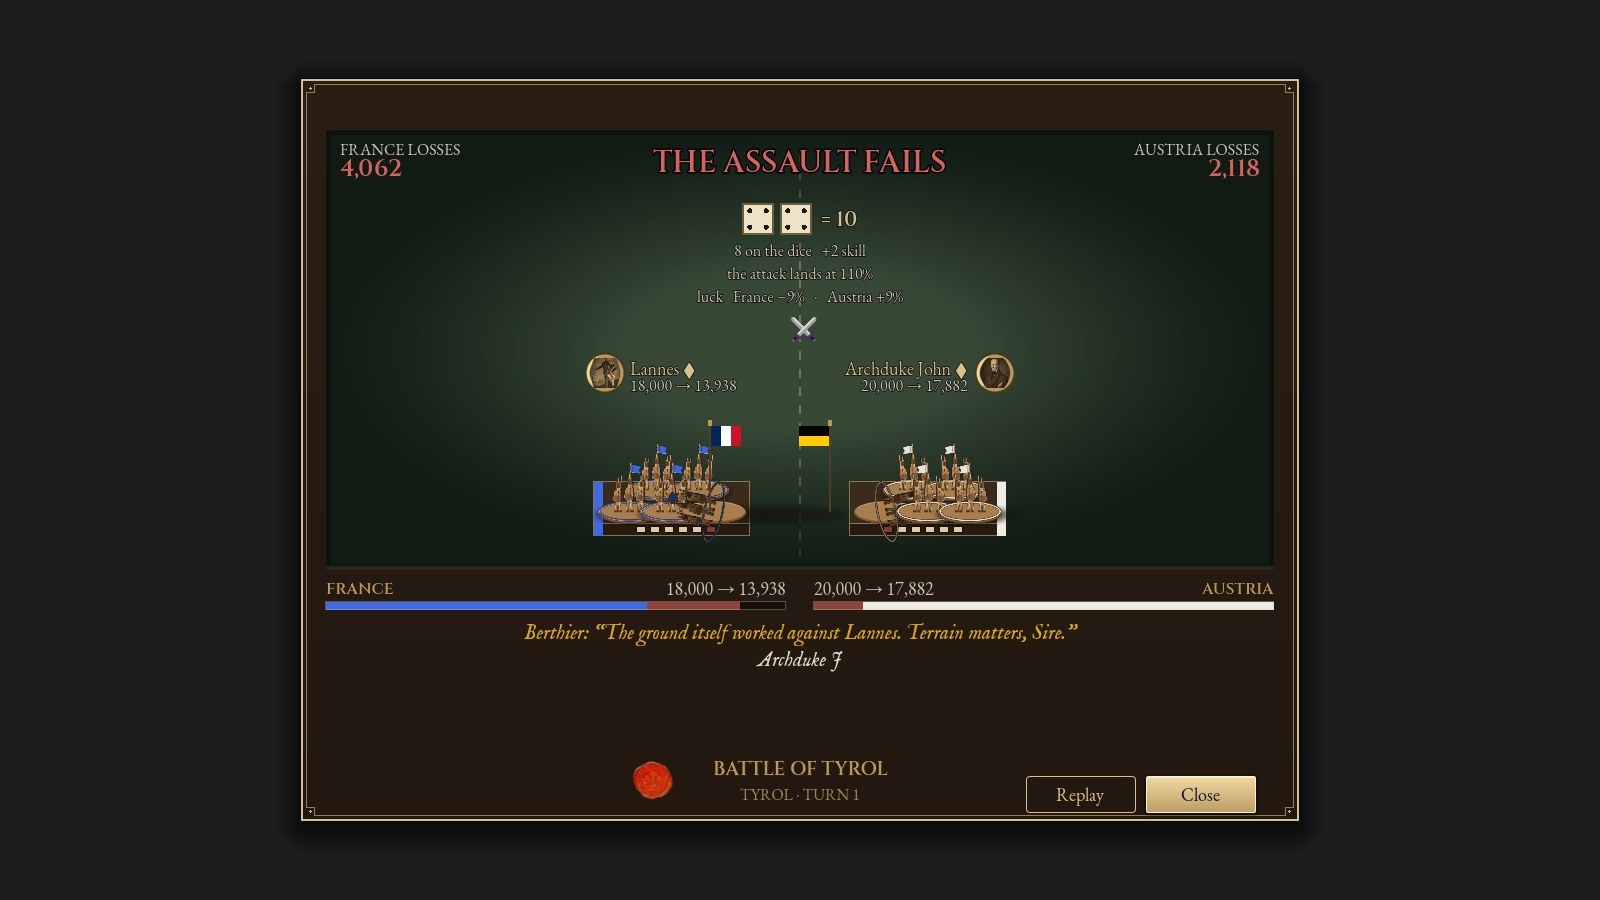 FRANCE LOSSES
4,062
THE ASSAULT FAILS
AUSTRIA LOSSES
2,118
= 10
8 on the dice +2 skill
the attack lands at 110%
luck France −9% · Austria +9%
Lannes
18,000 → 13,938
Archduke John
20,000 → 17,882
FRANCE
18,000 → 13,938
20,000 → 17,882
AUSTRIA
Berthier: “The ground itself worked against Lannes. Terrain matters, Sire.”
Archduke J
BATTLE OF TYROL
TYROL · TURN 1
Replay
Close